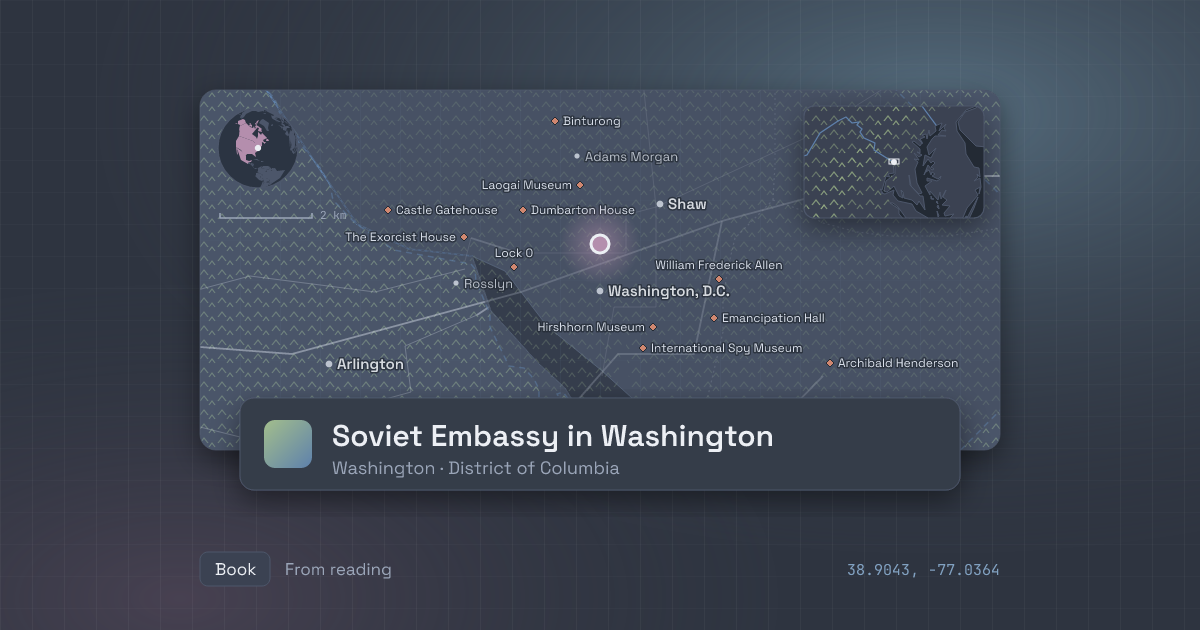 Binturong
Adams Morgan
Laogai Museum
Shaw
Castle Gatehouse
Dumbarton House
2 km
The Exorcist House
Lock 0
William Frederick Allen
Rosslyn
Washington, D.C.
Emancipation Hall
Hirshhorn Museum
International Spy Museum
Arlington
Archibald Henderson
Soviet Embassy in Washington
Washington · District of Columbia
Book
From reading
38.9043, -77.0364